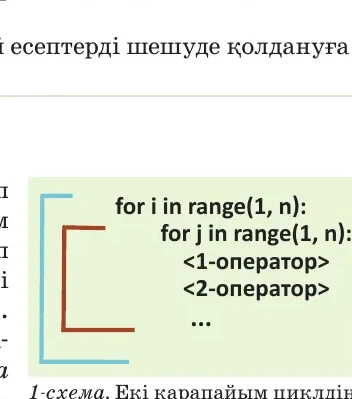 есептерді шешуде қолдануға
for i in range(1, n):
for j in range(1, n):
<1-оператор>
<2-оператор>
...
1-схема. Екі қарапайым циклдің